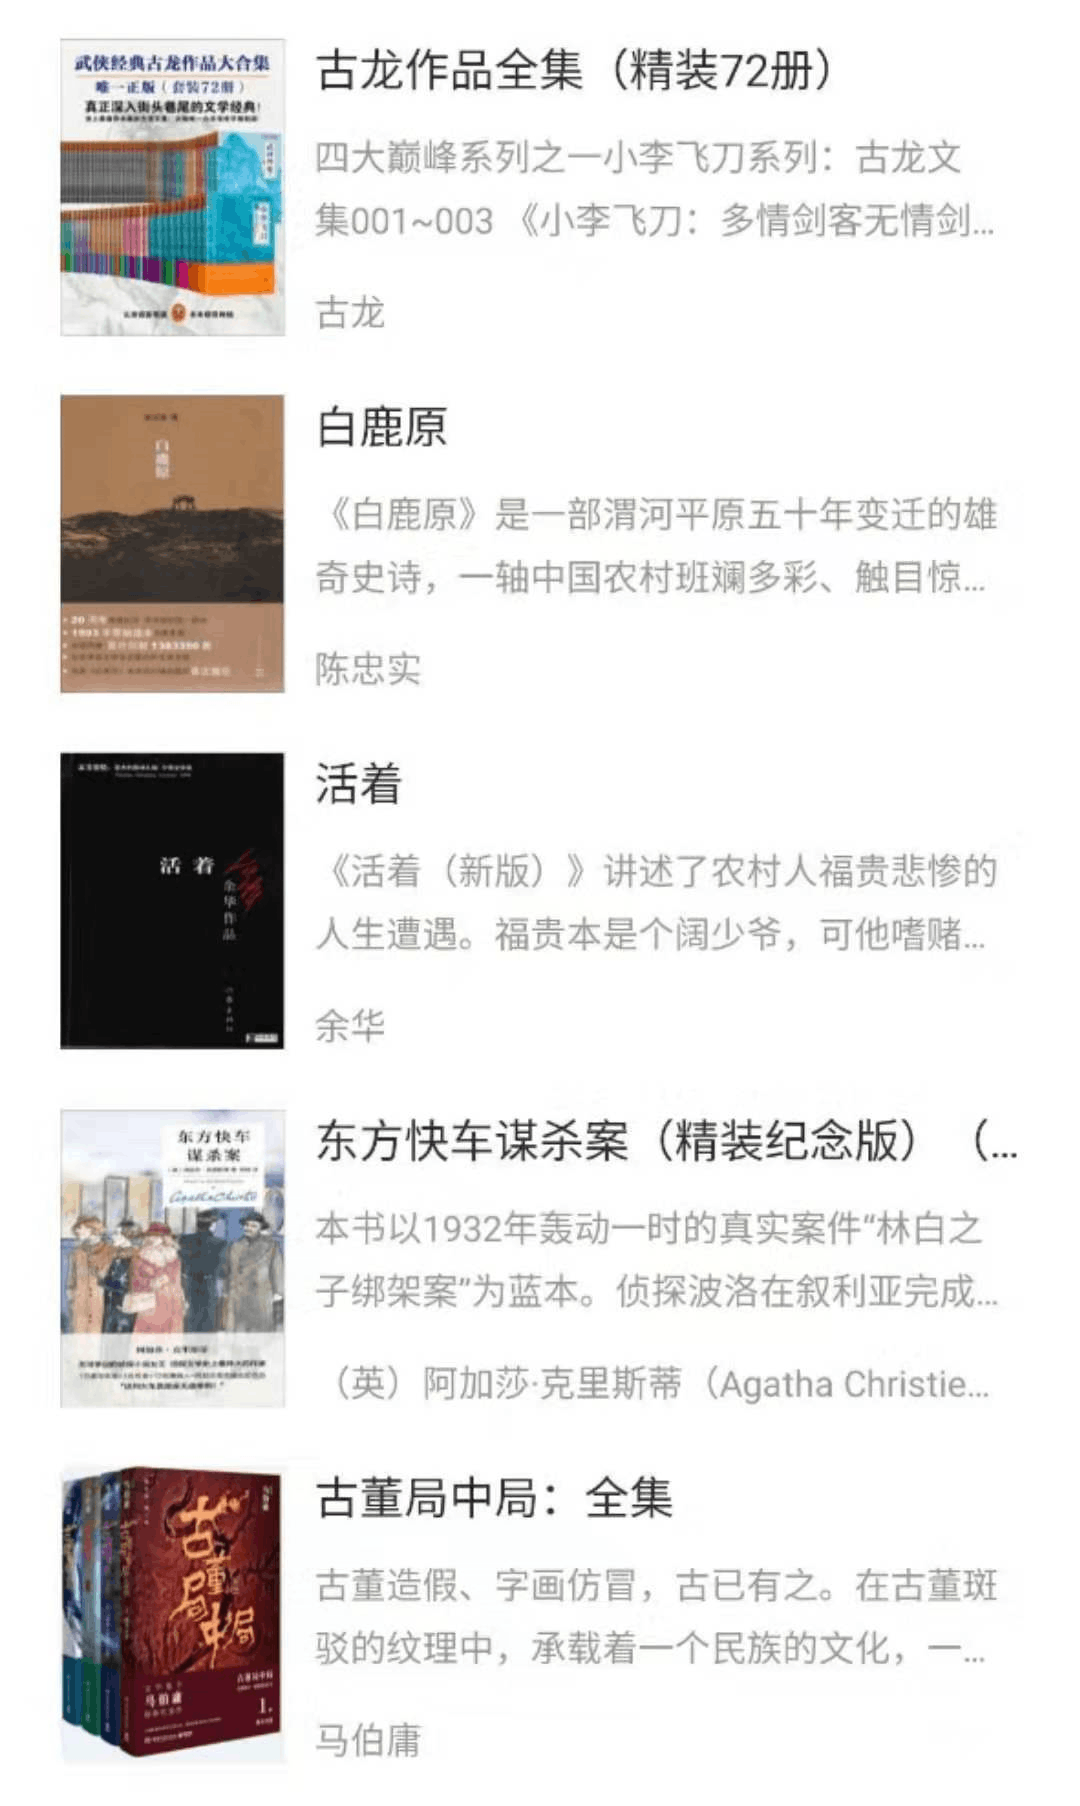 武侠经典古龙作品大合集
唯一正版（套装72册）
真正深入街头巷尾的文学经典！
古龙作品全集（精装72册）
四大巅峰系列之一小李飞刀系列：古龙文
集001~003 《小李飞刀：多情剑客无情剑...
古龙
白鹿原
白鹿原
《白鹿原》是一部渭河平原五十年变迁的雄
奇史诗，一轴中国农村班斓多彩、触目惊...
陈忠实
活着
余华作品
活着
《活着（新版）》讲述了农村人福贵悲惨的
人生遭遇。福贵本是个阔少爷，可他嗜赌...
余华
东方快车
谋杀案
Agatha Christie
东方快车谋杀案（精装纪念版）（...
本书以1932年轰动一时的真实案件“林白之
子绑架案”为蓝本。侦探波洛在叙利亚完成...
（英）阿加莎·克里斯蒂（Agatha Christie...
古董局中局
马伯庸
古董局中局
1
古董局中局：全集
古董造假、字画仿冒，古已有之。在古董斑
驳的纹理中，承载着一个民族的文化，一...
马伯庸